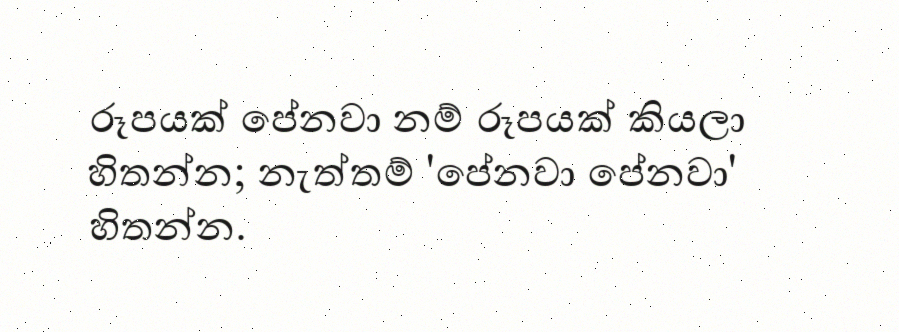 රූපයක් පේනවා නම් රූපයක් කියලා
හිතන්න; නැත්තම් 'පේනවා පේනවා'
හිතන්න.